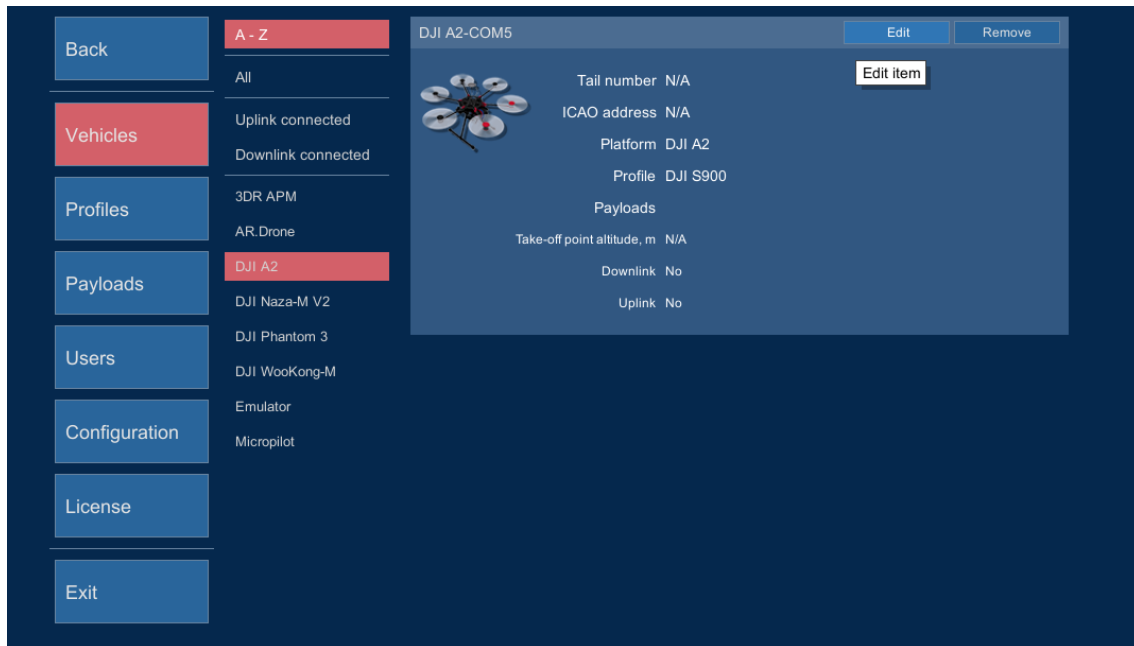 Back
Vehicles
Profiles
Payloads
Users
Configuration
License
Exit
A - Z
All
Uplink connected
Downlink connected
3DR APM
AR.Drone
DJI A2
DJI Naza-M V2
DJI Phantom 3
DJI WooKong-M
Emulator
Micropilot
DJI A2-COM5 Edit Remove
Edit item
Tail number N/A
ICAO address N/A
Platform DJI A2
Profile DJI S900
Payloads
Take-off point altitude, m N/A
Downlink No
Uplink No